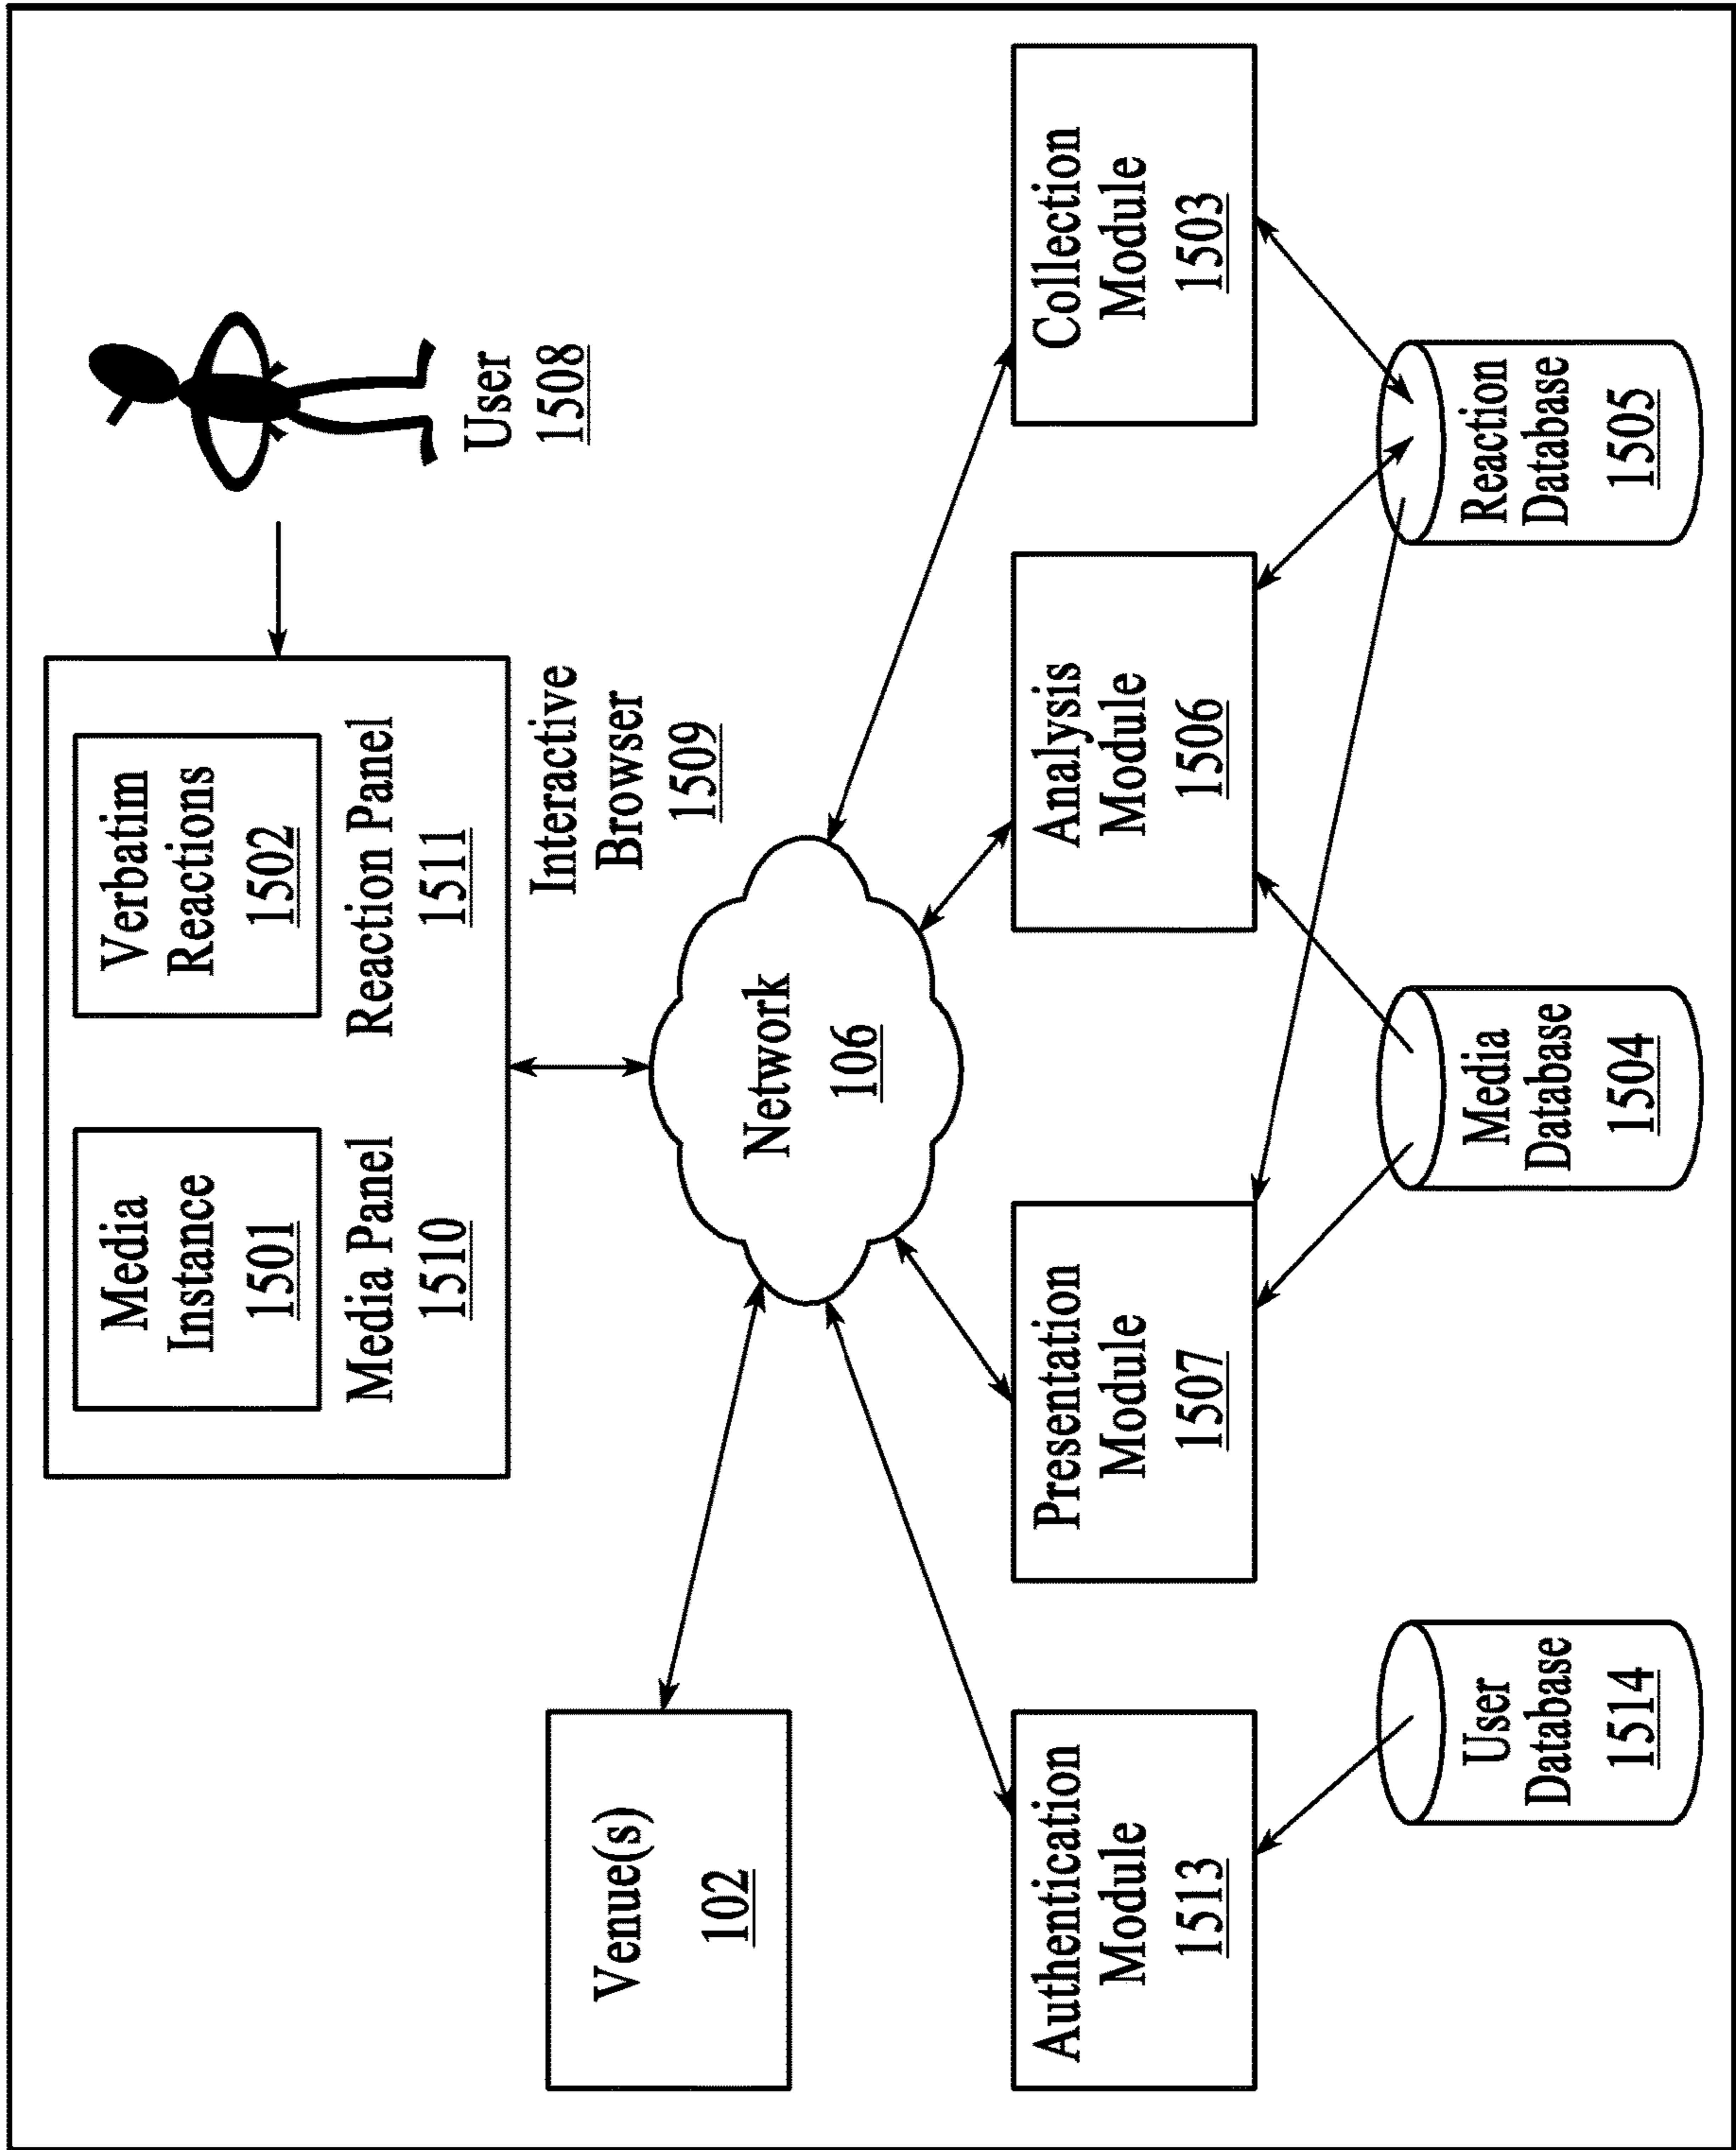 Media
Instance
1501
Verbatim
Reactions
1502
Media Panel
1510
Reaction Panel
1511
User
1508
Interactive
Browser
1509
Venue(s)
102
Network
106
Authentication
Module
1513
Presentation
Module
1507
Analysis
Module
1506
Collection
Module
1503
User
Database
1514
Media
Database
1504
Reaction
Database
1505